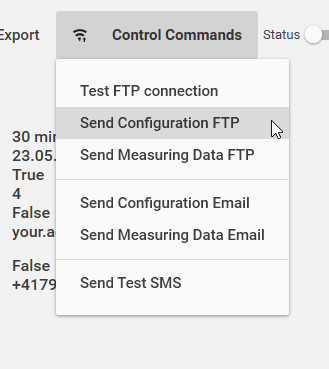 Export Control Commands Status
Test FTP connection
Send Configuration FTP
30 min
23.05.
Send Measuring Data FTP
True
4
Send Configuration Email
False
your.a
Send Measuring Data Email
False
+4179
Send Test SMS